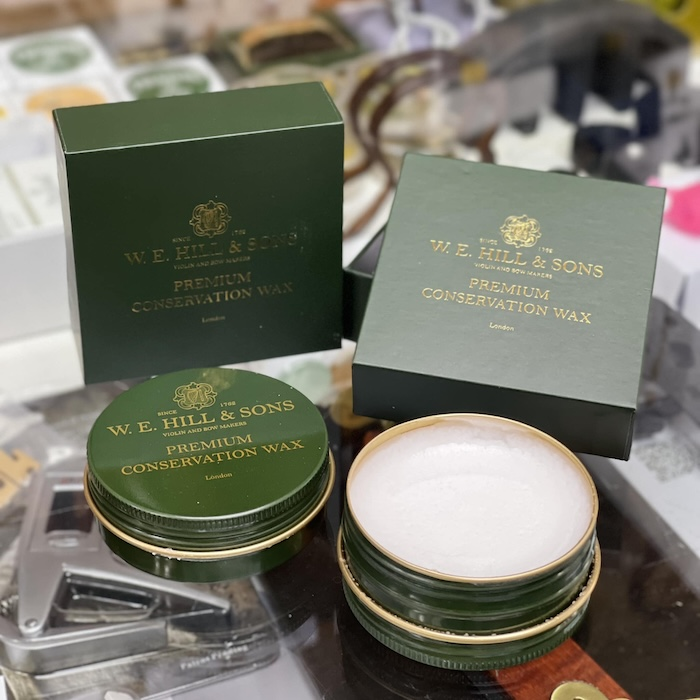 SINCE 1762
W. E. HILL & SONS
VIOLIN AND BOW MAKERS
PREMIUM
CONSERVATION WAX
London
SINCE 1762
W. E. HILL & SONS
VIOLIN AND BOW MAKERS
PREMIUM
CONSERVATION WAX
London
SINCE 1762
W. E. HILL & SONS
VIOLIN AND BOW MAKERS
PREMIUM
CONSERVATION WAX
London